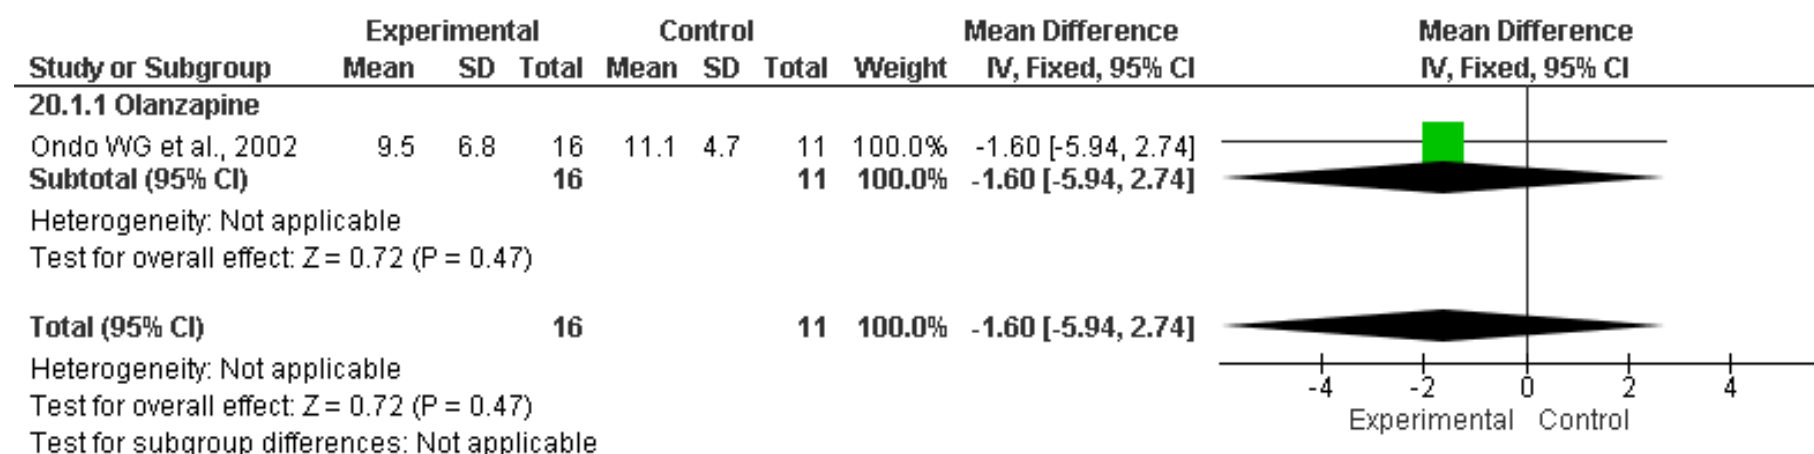 Experimental Control Mean Difference Mean Difference
Study or Subgroup Mean SD Total Mean SD Total Weight IV, Fixed, 95% CI IV, Fixed, 95% CI
20.1.1 Olanzapine
Ondo WG et al., 2002 9.5 6.8 16 11.1 4.7 11 100.0% -1.60 [-5.94, 2.74]
Subtotal (95% CI) 16 11 100.0% -1.60 [-5.94, 2.74]
Heterogeneity: Not applicable
Test for overall effect: Z = 0.72 (P = 0.47)
Total (95% CI) 16 11 100.0% -1.60 [-5.94, 2.74]
Heterogeneity: Not applicable
Test for overall effect: Z = 0.72 (P = 0.47)
Test for subgroup differences: Not applicable
-4 -2 0 2 4
Experimental Control